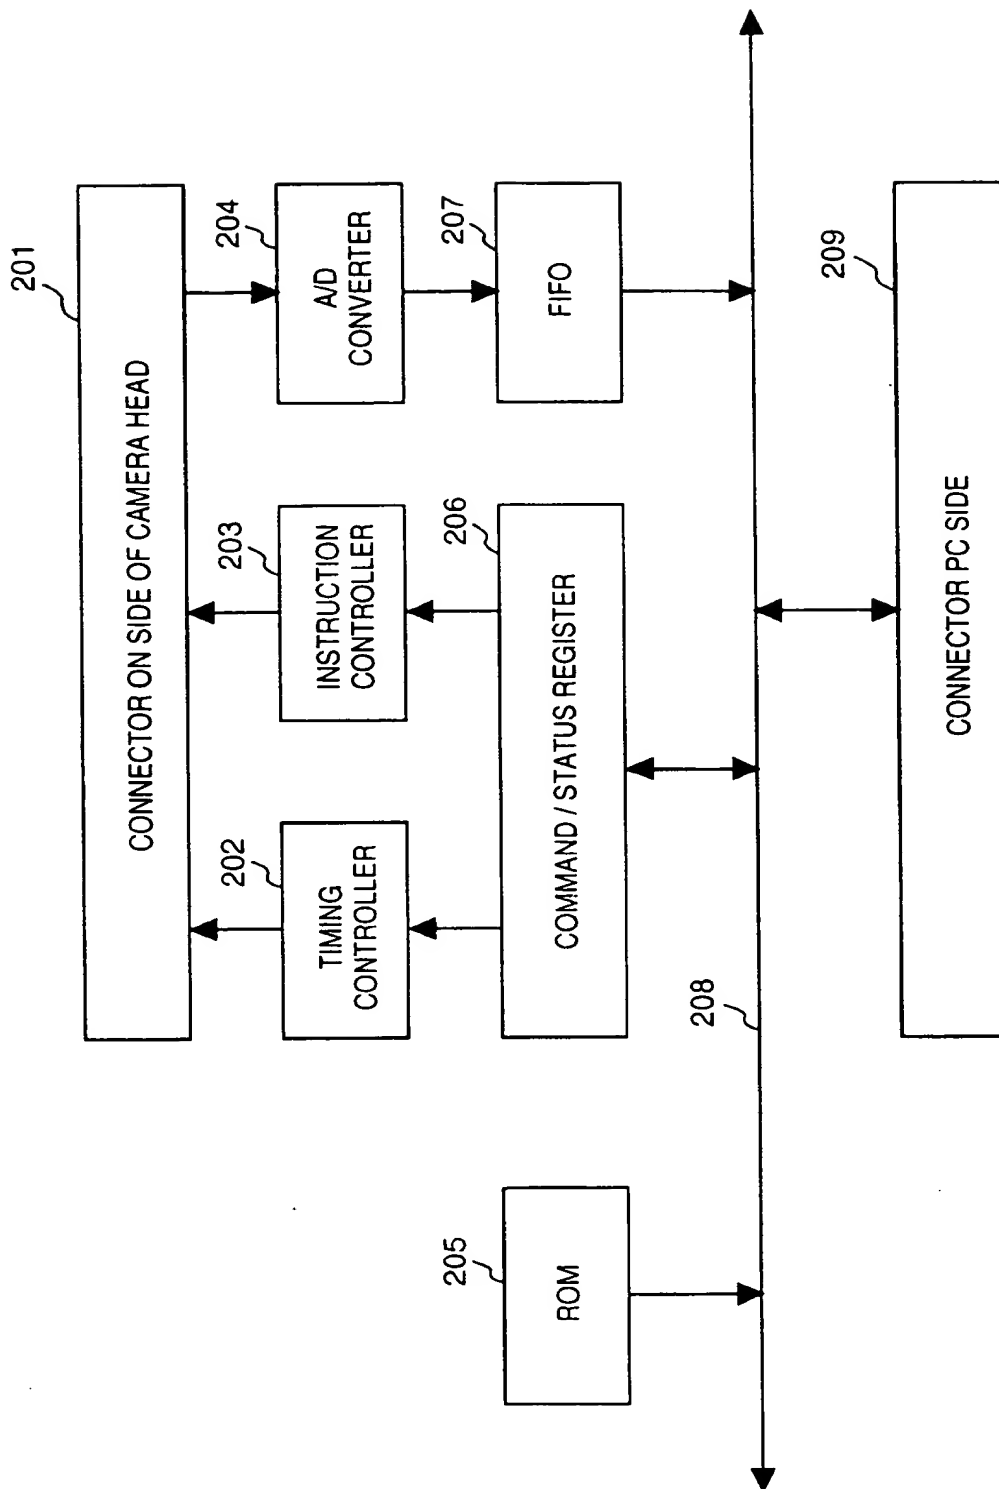 201
CONNECTOR ON SIDE OF CAMERA HEAD
202
TIMING
CONTROLLER
203
INSTRUCTION
CONTROLLER
204
A/D
CONVERTER
205
ROM
206
COMMAND / STATUS REGISTER
207
FIFO
208
209
CONNECTOR PC SIDE